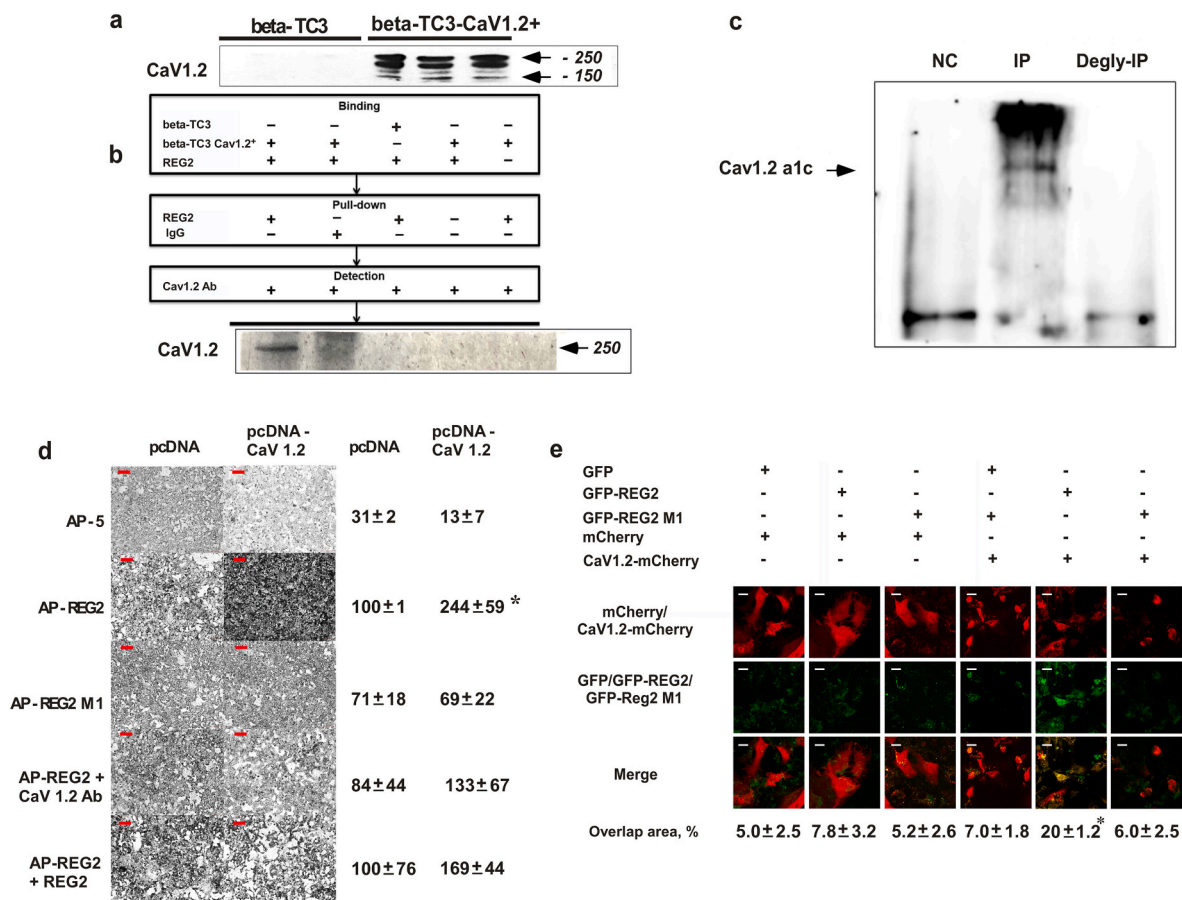 a
beta- TC3 beta-TC3-CaV1.2+
CaV1.2
- 250
- 150
b
Binding
beta-TC3 – – + – –
beta-TC3 Cav1.2+ + + – + +
REG2 + + + + –
Pull-down
REG2 + – + – +
IgG – + – – –
Detection
Cav1.2 Ab + + + + +
CaV1.2
250
c
NC IP Degly-IP
Cav1.2 a1c
d
pcDNA pcDNA - CaV 1.2 pcDNA pcDNA - CaV 1.2
AP-5 31±2 13±7
AP-REG2 100±1 244±59 *
AP-REG2 M1 71±18 69±22
AP-REG2 +
CaV 1.2 Ab 84±44 133±67
AP-REG2
+ REG2 100±76 169±44
e
GFP + - - + - -
GFP-REG2 - + - - + -
GFP-REG2 M1 - - + + - +
mCherry + + + - - -
CaV1.2-mCherry - - - + + +
mCherry/
CaV1.2-mCherry
GFP/GFP-REG2/
GFP-Reg2 M1
Merge
Overlap area, % 5.0±2.5 7.8±3.2 5.2±2.6 7.0±1.8 20±1.2* 6.0±2.5